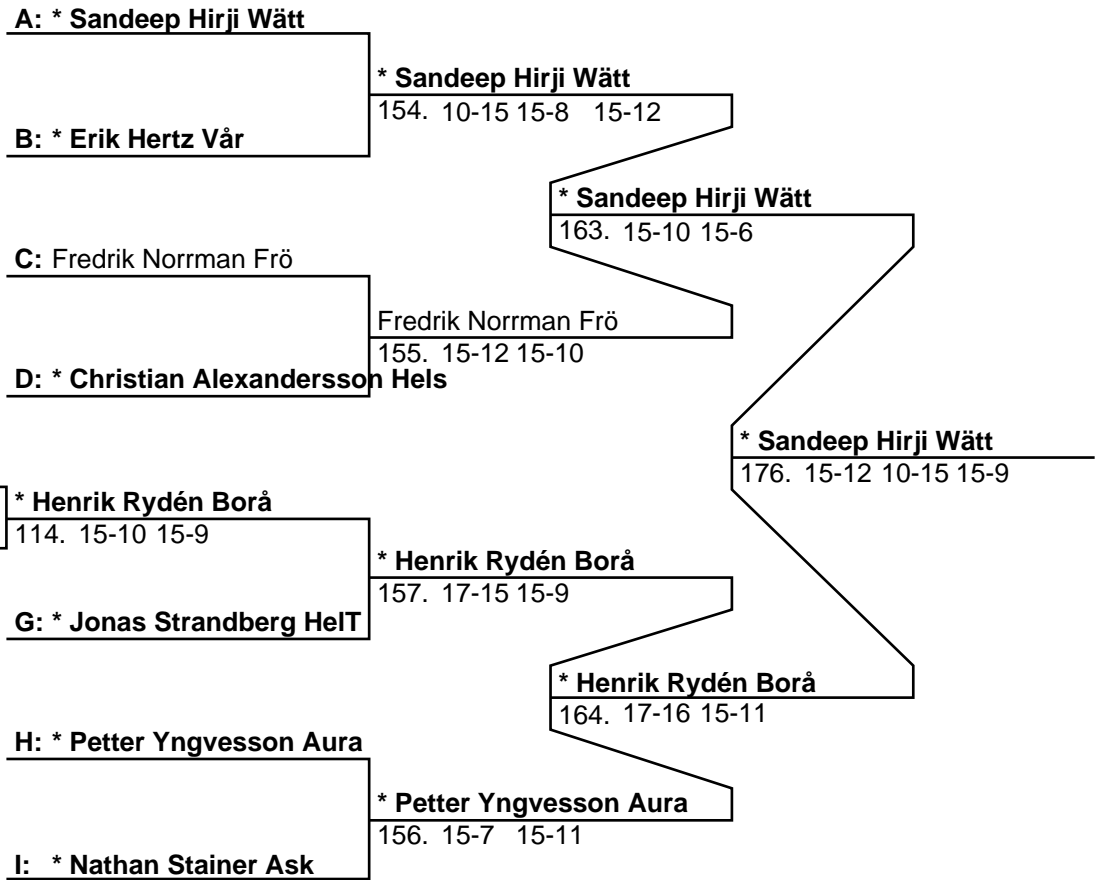 A: * Sandeep Hirji Wätt
* Sandeep Hirji Wätt
154. 10-15 15-8 15-12
B: * Erik Hertz Vår
* Sandeep Hirji Wätt
163. 15-10 15-6
C: Fredrik Norrman Frö
Fredrik Norrman Frö
155. 15-12 15-10
D: * Christian Alexandersson Hels
* Sandeep Hirji Wätt
176. 15-12 10-15 15-9
* Henrik Rydén Borå
114. 15-10 15-9
* Henrik Rydén Borå
157. 17-15 15-9
G: * Jonas Strandberg HelT
* Henrik Rydén Borå
164. 17-16 15-11
H: * Petter Yngvesson Aura
* Petter Yngvesson Aura
156. 15-7 15-11
I: * Nathan Stainer Ask